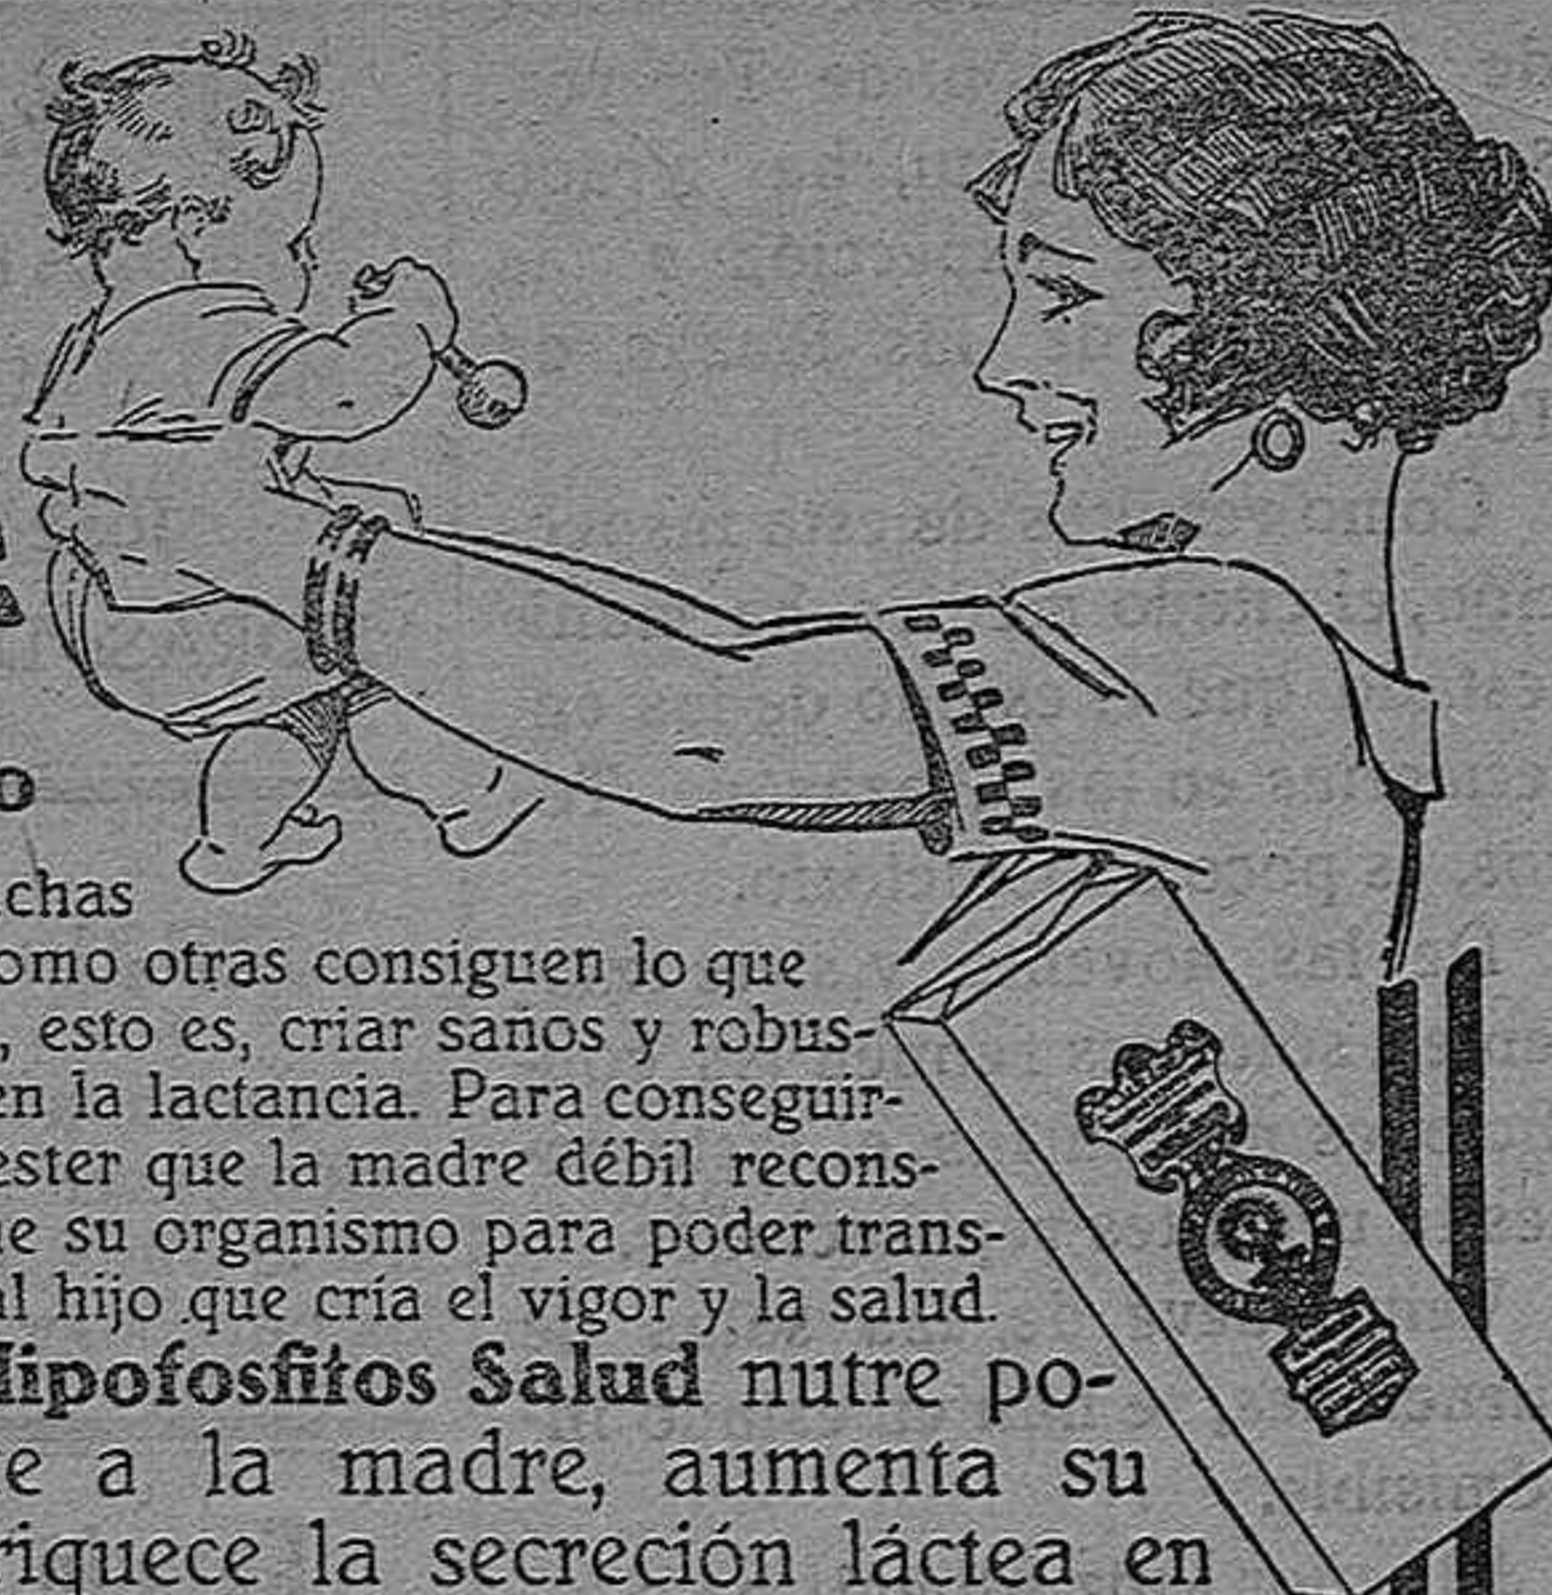 o
chas
omo otras consiguen lo que
, esto es, criar sanos y robus-
en la lactancia. Para conseguir-
ester que la madre débil recons-
e su organismo para poder trans-
al hijo que cría el vigor y la salud.
Hipofosfitos Salud nutre po-
e a la madre, aumenta su
riquece la secreción láctea en